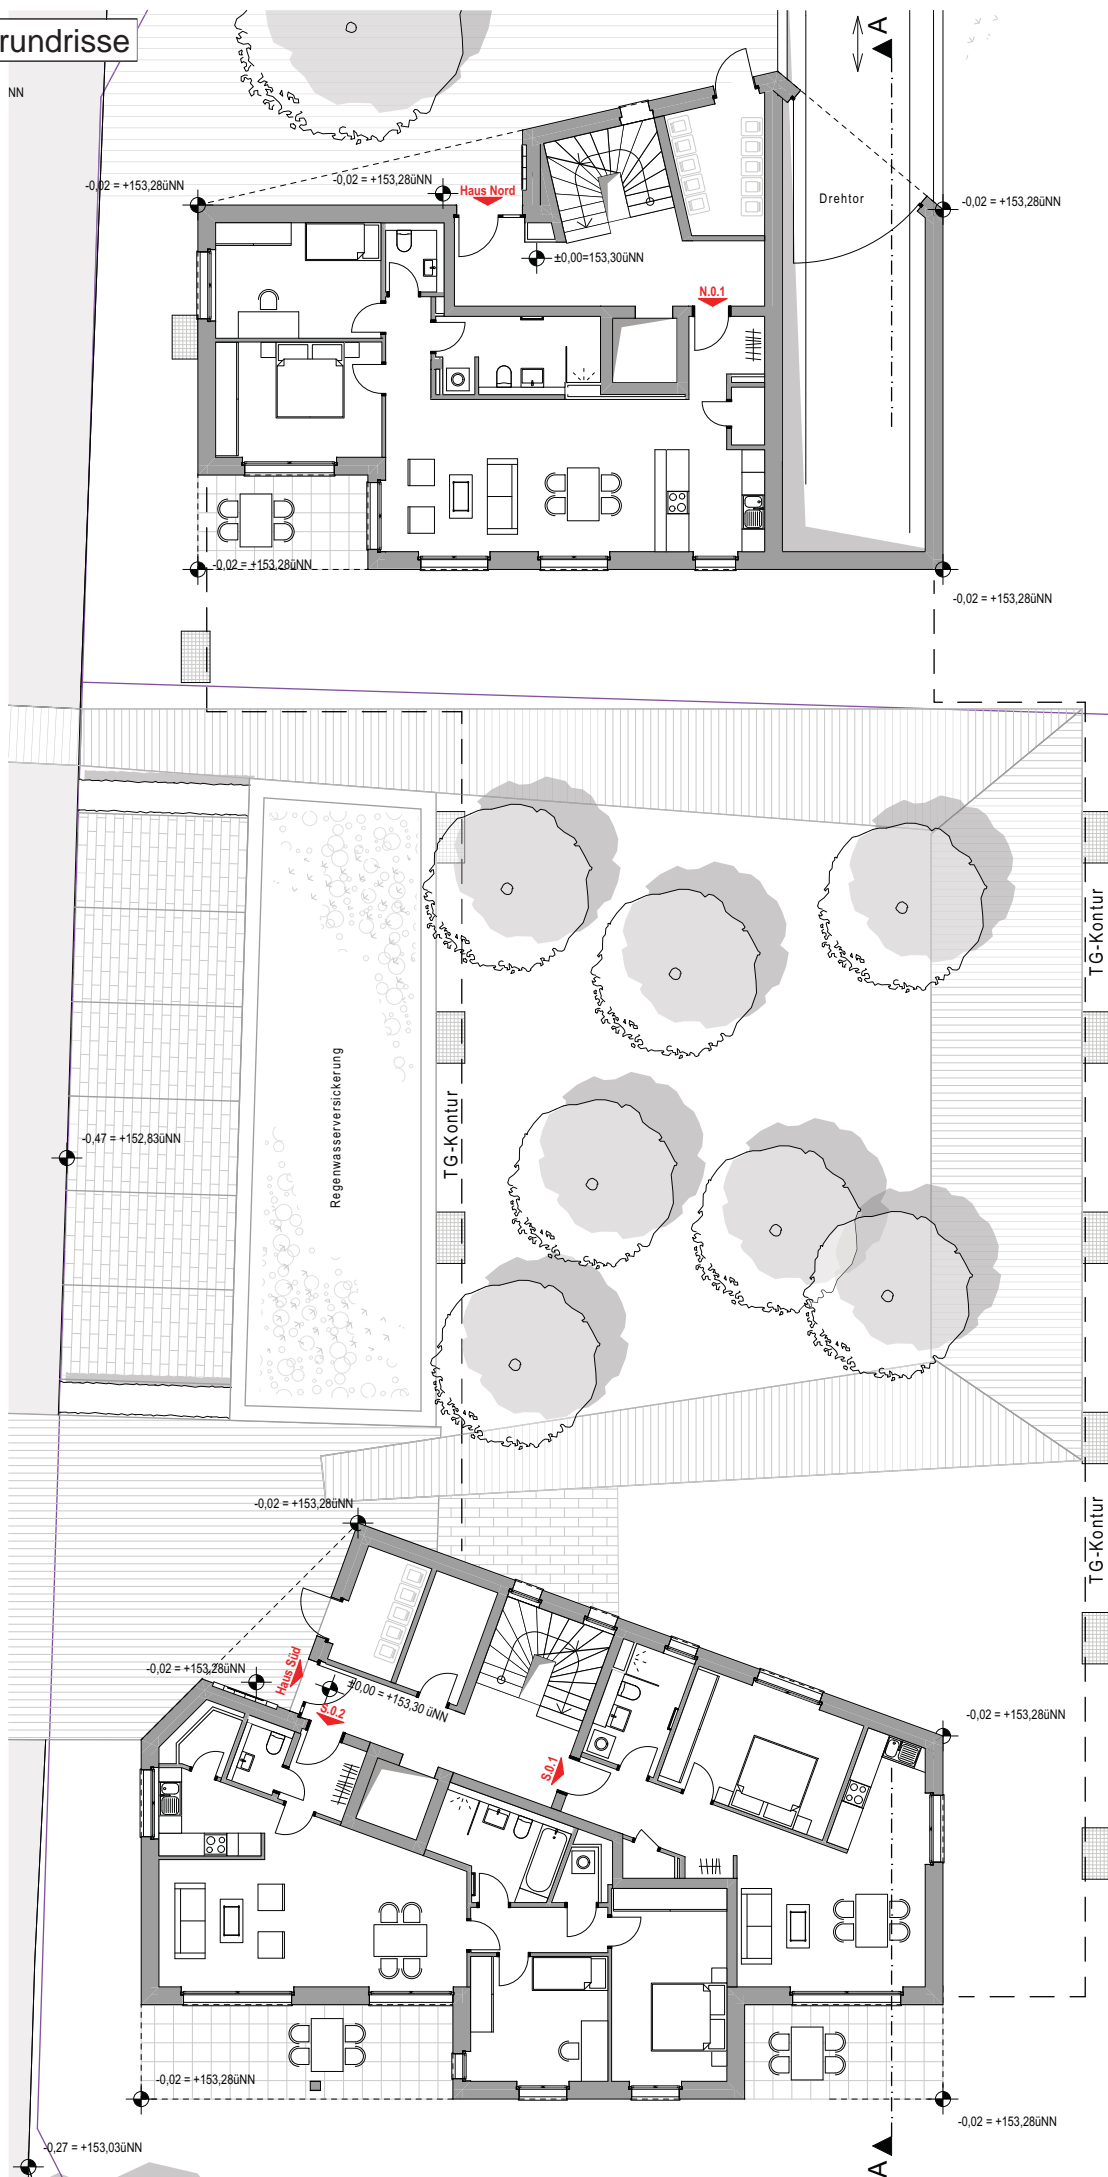 rundrisse
A
NN
-0,02 = +153,28üNN
-0,02 = +153,28üNN
Haus Nord
Drehtor
-0,02 = +153,28üNN
±0,00=153,30üNN
N.0.1
-0,02 = +153,28üNN
-0,02 = +153,28üNN
TG-Kontur
Regenwasserversickerung
TG-Kontur
-0,47 = +152,83üNN
-0,02 = +153,28üNN
TG-Kontur
-0,02 = +153,28üNN
Haus Süd
±0,00 = +153,30 üNN
S.0.2
-0,02 = +153,28üNN
S.0.1
-0,02 = +153,28üNN
-0,02 = +153,28üNN
-0,27 = +153,03üNN
A